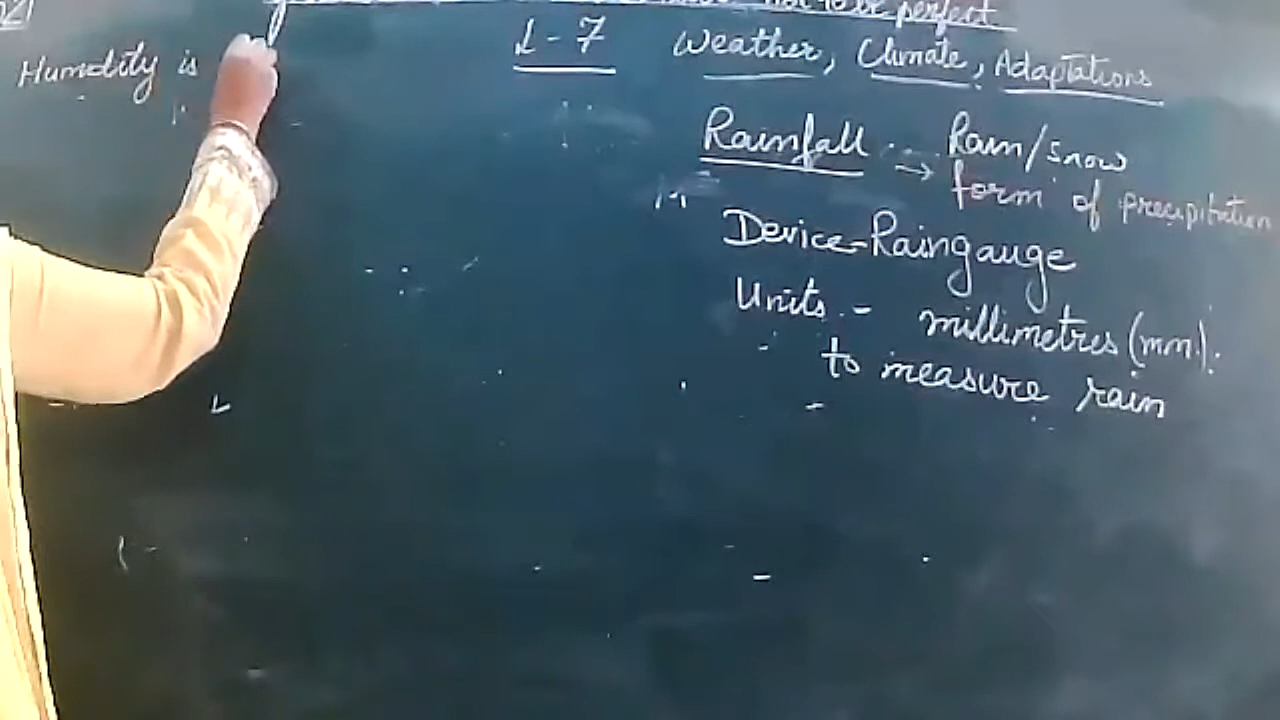 not to be perfect
L-7 Weather, Climate, Adaptations
Humidity is
Rainfall → Rain/snow
form of precipitation
Device-Raingauge
Units - millimetres (mm).
to measure rain